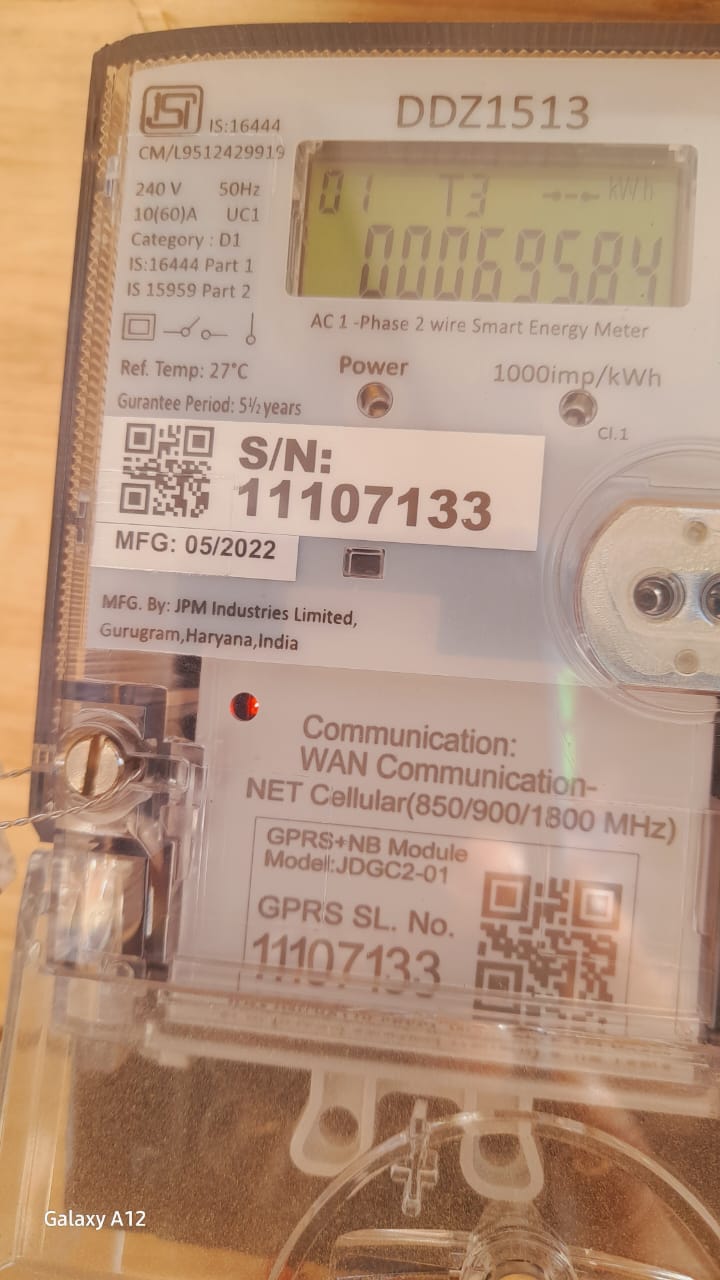 ISI
IS:16444
CM/L9512429919
DDZ1513
240 V 50Hz
10(60)A UC1
Category : D1
IS:16444 Part 1
IS 15959 Part 2
01 T3 kWh
00069584
AC 1 -Phase 2 wire Smart Energy Meter
Ref. Temp: 27°C
Gurantee Period: 5½ years
Power
1000imp/kWh
Cl.1
S/N:
11107133
MFG: 05/2022
MFG. By: JPM Industries Limited,
Gurugram,Haryana,India
Communication:
WAN Communication-
NET Cellular(850/900/1800 MHz)
GPRS+NB Module
Model:JDGC2-01
GPRS SL. No.
11107133
Galaxy A12